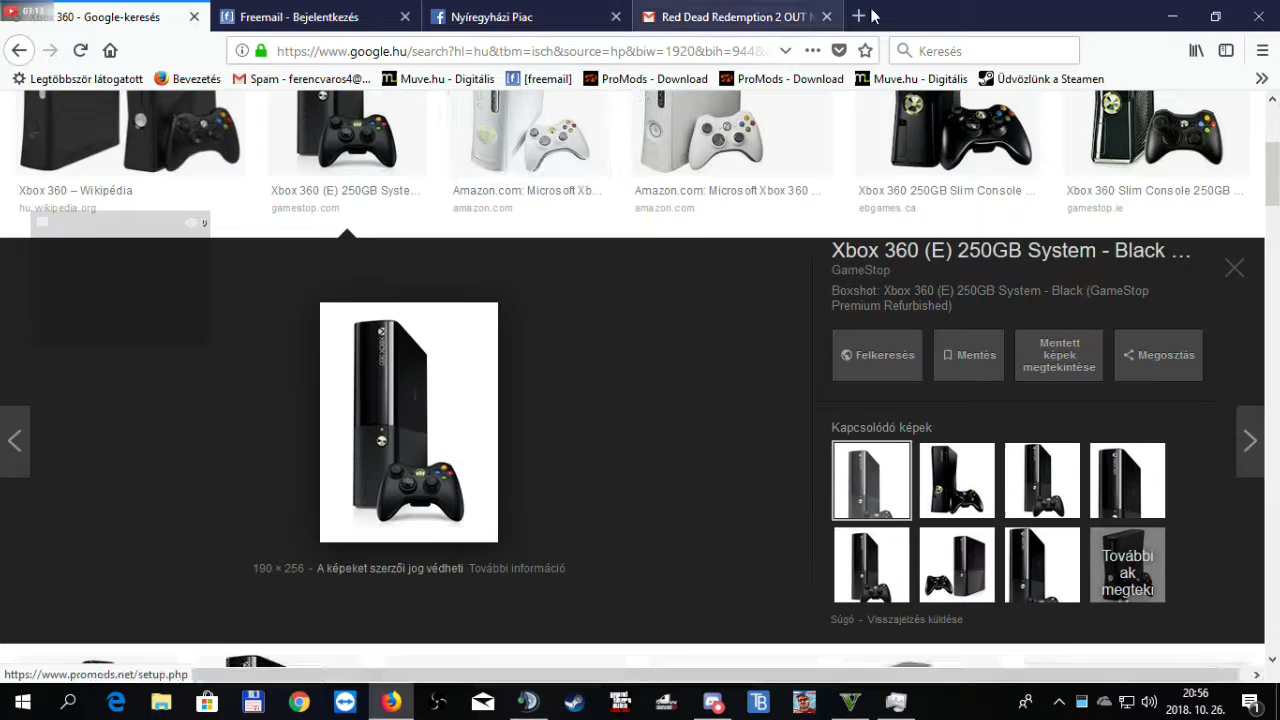 03:13
Xbox 360 - Google-keresés
Freemail - Bejelentkezés
Nyíregyházi Piac
Red Dead Redemption 2 OUT
https://www.google.hu/search?hl=hu&tbm=isch&source=hp&biw=1920&bih=944&
Keresés
Legtöbbször látogatott
Bevezetés
Spam - ferencvaros4@...
Muve.hu - Digitális
[freemail]
ProMods - Download
ProMods - Download
Muve.hu - Digitális
Üdvözlünk a Steamen
Xbox 360 – Wikipédia
Xbox 360 (E) 250GB Syste...
Amazon.com: Microsoft Xb...
Amazon.com: Microsoft Xbox 360 ...
Xbox 360 250GB Slim Console ...
Xbox 360 Slim Console 250GB ...
hu.wikipedia.org
gamestop.com
amazon.com
amazon.com
ebgames.ca
gamestop.ie
Xbox 360 (E) 250GB System - Black ...
GameStop
Boxshot: Xbox 360 (E) 250GB System - Black (GameStop
Premium Refurbished)
Felkeresés
Mentés
Mentett
képek
megtekintése
Megosztás
Kapcsolódó képek
További
ak
megteki
190 × 256 - A képeket szerzői jog védheti További információ
Súgó - Visszajelzés küldése
https://www.promods.net/setup.php
20:56
2018. 10. 26.